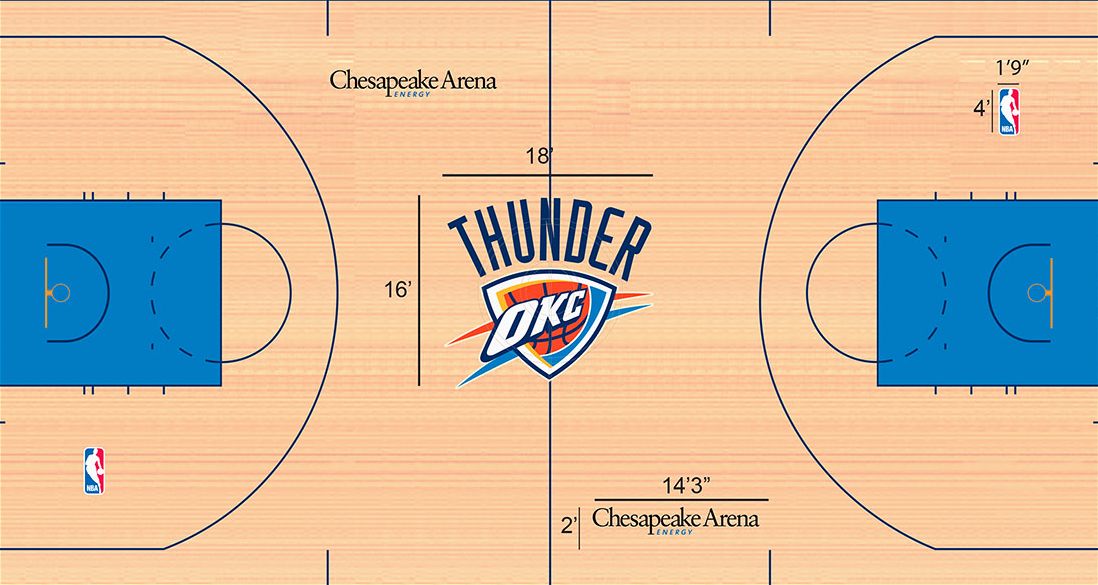 1'9”
Chesapeake Arena
ENERGY
4'
NBA
18'
THUNDER
16'
OKC
NBA
14'3”
2'
Chesapeake Arena
ENERGY